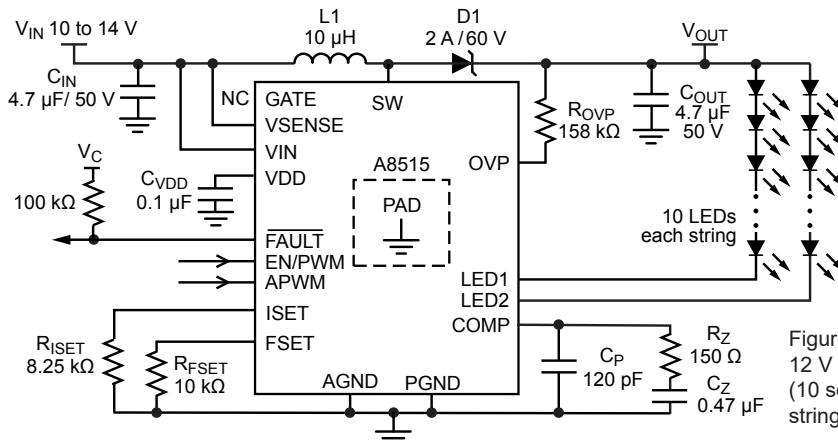 V_IN 10 to 14 V
L1
10 µH
D1
2 A / 60 V
V_OUT
C_IN
4.7 µF/ 50 V
NC
GATE
SW
VSENSE
VIN
VDD
R_OVP
158 kΩ
C_OUT
4.7 µF
50 V
OVP
A8515
PAD
V_C
100 kΩ
C_VDD
0.1 µF
10 LEDs
each string
FAULT
EN/PWM
APWM
ISET
FSET
LED1
LED2
COMP
R_ISET
8.25 kΩ
R_FSET
10 kΩ
AGND
PGND
C_P
120 pF
R_Z
150 Ω
C_Z
0.47 µF
Figur
12 V
(10 se
string